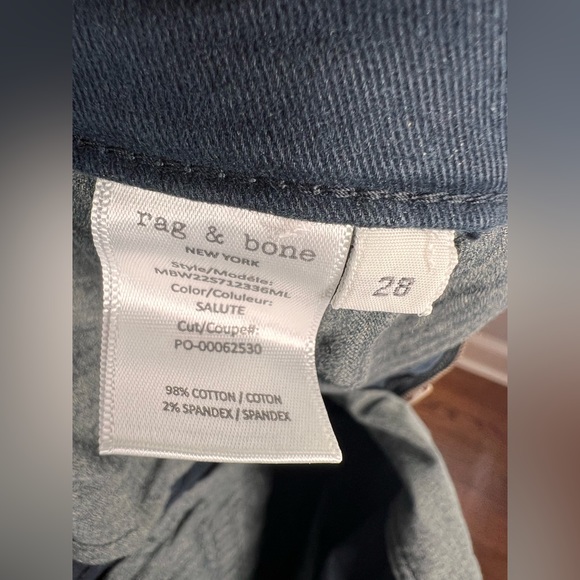 rag & bone
NEW YORK
Style/Modèle:
MBW225712336ML
Color/Coluleur:
SALUTE
Cut/Coupe#:
PO-00062530
98% COTTON / COTON
2% SPANDEX / SPANDEX
28